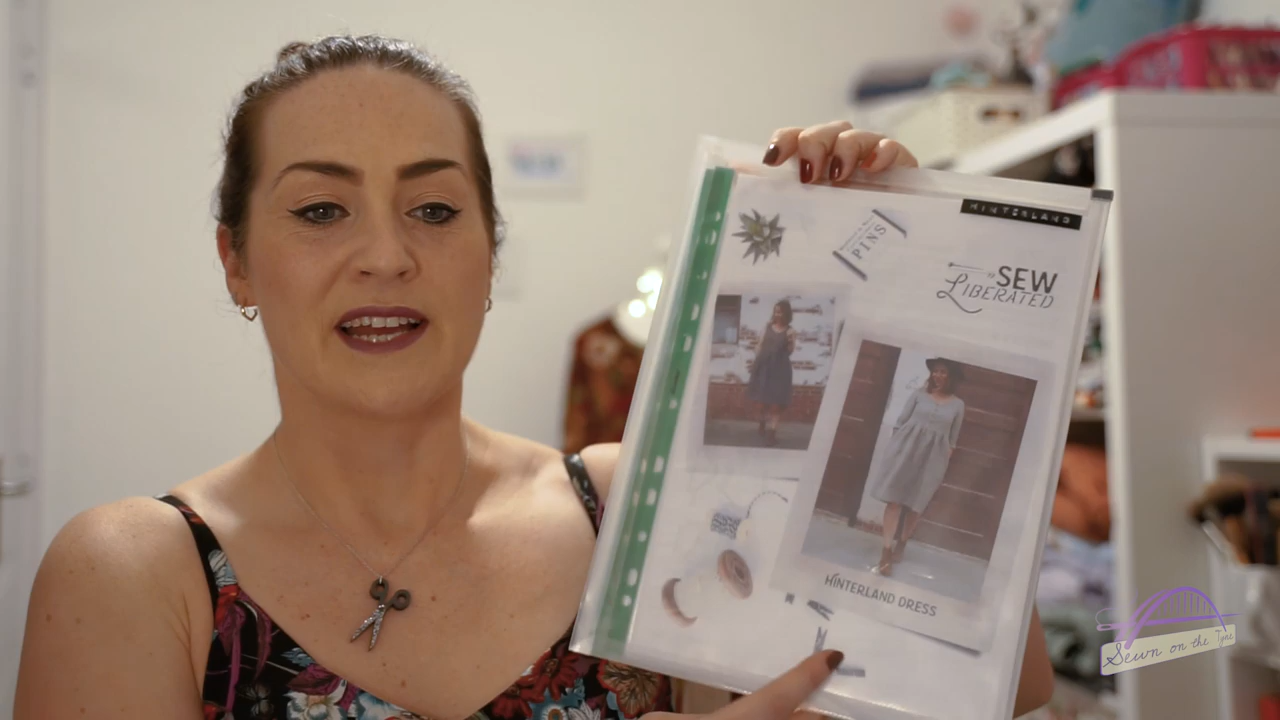 HINTERLAND
PINS
SEW
LIBERATED
HINTERLAND DRESS
Sewn on the Tyne